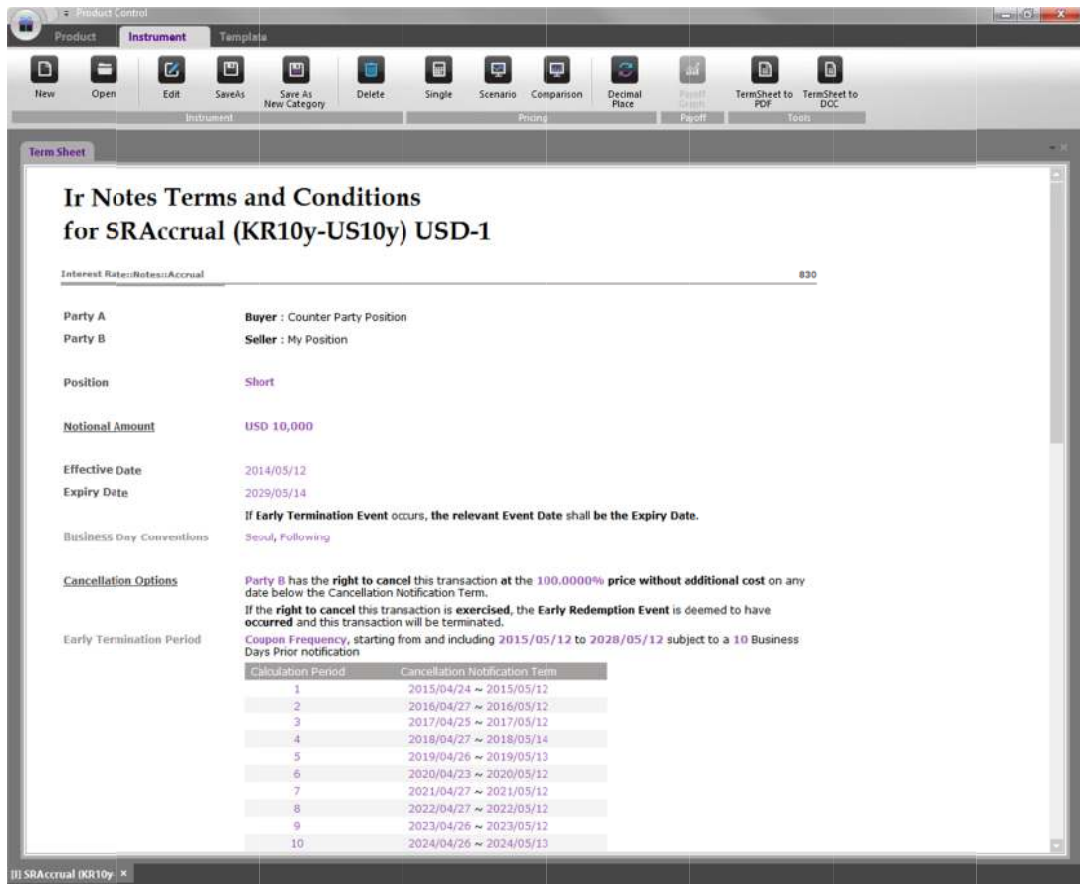 Product Control
Product Instrument Template
New Open Edit SaveAs Save As New Category Delete Single Scenario Comparison Decimal Place Payoff Graph TermSheet to PDF TermSheet to DOC
Instrument Pricing Payoff Tools
Term Sheet
Ir Notes Terms and Conditions
for SRAccrual (KR10y-US10y) USD-1
Interest Rate::Notes::Accrual 830
Party A Buyer : Counter Party Position
Party B Seller : My Position
Position Short
Notional Amount USD 10,000
Effective Date 2014/05/12
Expiry Date 2029/05/14
If Early Termination Event occurs, the relevant Event Date shall be the Expiry Date.
Business Day Conventions Seoul, Following
Cancellation Options Party B has the right to cancel this transaction at the 100.0000% price without additional cost on any
date below the Cancellation Notification Term.
If the right to cancel this transaction is exercised, the Early Redemption Event is deemed to have
occurred and this transaction will be terminated.
Early Termination Period Coupon Frequency, starting from and including 2015/05/12 to 2028/05/12 subject to a 10 Business
Days Prior notification
Calculation Period Cancellation Notification Term
1 2015/04/24 ~ 2015/05/12
2 2016/04/27 ~ 2016/05/12
3 2017/04/25 ~ 2017/05/12
4 2018/04/27 ~ 2018/05/14
5 2019/04/26 ~ 2019/05/13
6 2020/04/23 ~ 2020/05/12
7 2021/04/27 ~ 2021/05/12
8 2022/04/27 ~ 2022/05/12
9 2023/04/26 ~ 2023/05/12
10 2024/04/26 ~ 2024/05/13
[I] SRAccrual (KR10y-